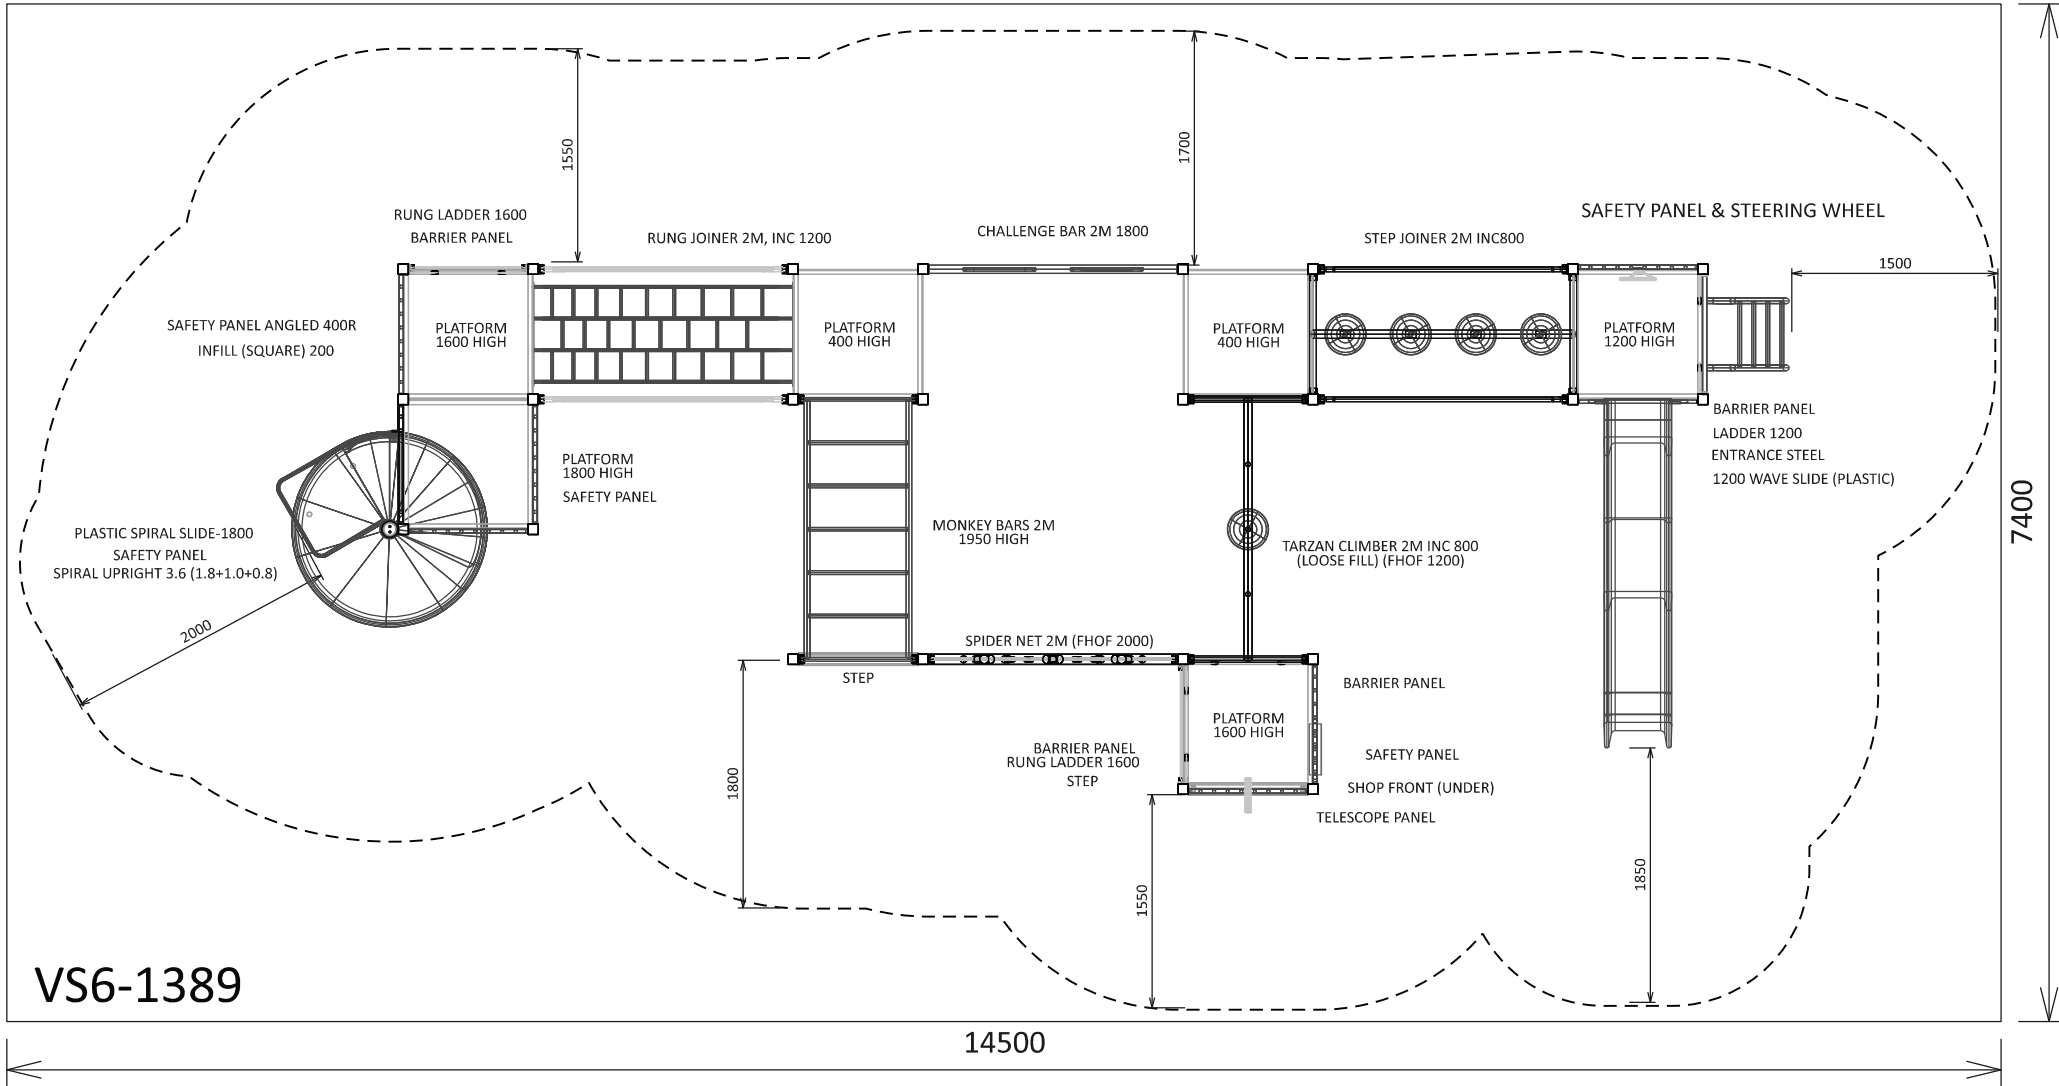 1550
1700
SAFETY PANEL & STEERING WHEEL
RUNG LADDER 1600
BARRIER PANEL
RUNG JOINER 2M, INC 1200
CHALLENGE BAR 2M 1800
STEP JOINER 2M INC800
1500
SAFETY PANEL ANGLED 400R
INFILL (SQUARE) 200
PLATFORM
1600 HIGH
PLATFORM
400 HIGH
PLATFORM
400 HIGH
PLATFORM
1200 HIGH
BARRIER PANEL
LADDER 1200
ENTRANCE STEEL
1200 WAVE SLIDE (PLASTIC)
PLATFORM
1800 HIGH
SAFETY PANEL
7400
PLASTIC SPIRAL SLIDE-1800
SAFETY PANEL
SPIRAL UPRIGHT 3.6 (1.8+1.0+0.8)
MONKEY BARS 2M
1950 HIGH
TARZAN CLIMBER 2M INC 800
(LOOSE FILL) (FHOF 1200)
2000
SPIDER NET 2M (FHOF 2000)
STEP
BARRIER PANEL
PLATFORM
1600 HIGH
BARRIER PANEL
RUNG LADDER 1600
STEP
SAFETY PANEL
SHOP FRONT (UNDER)
TELESCOPE PANEL
1800
1550
1850
VS6-1389
14500